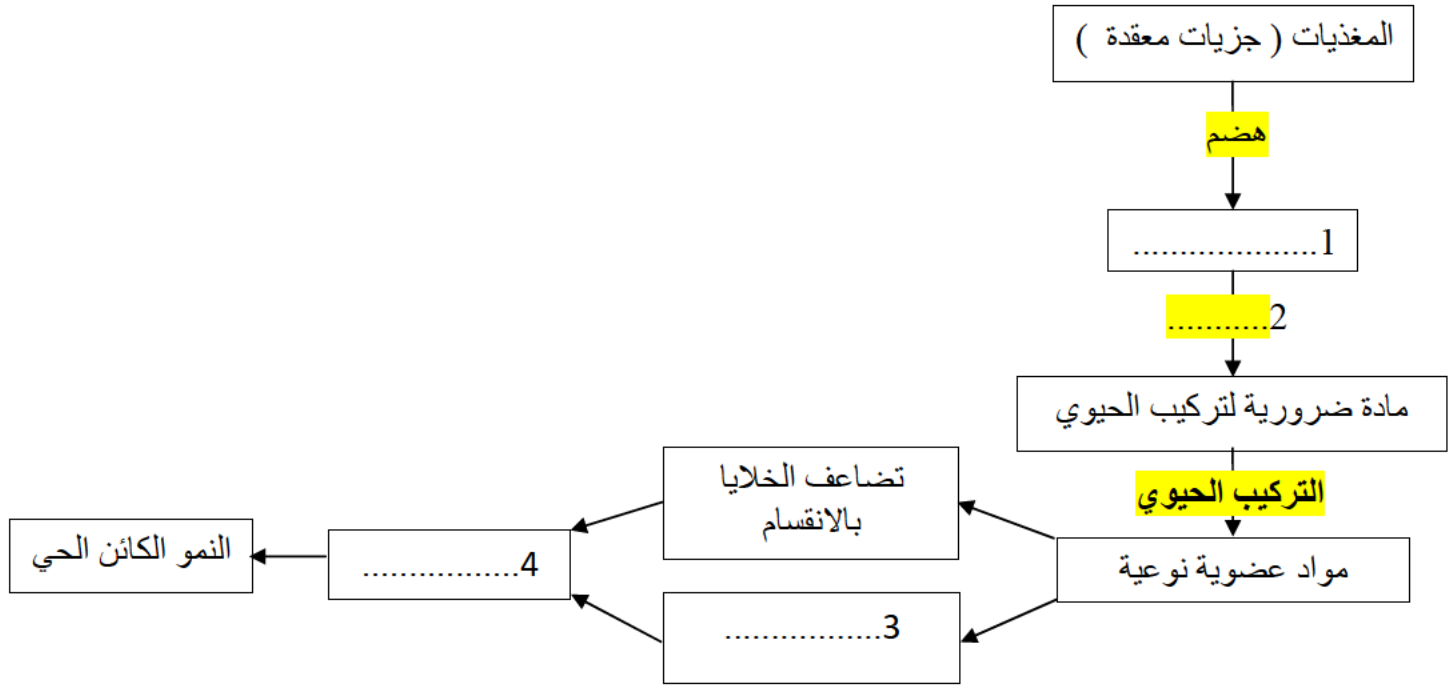 المغذيات ( جزيات معقدة )
هضم
1....................
2...........
مادة ضرورية لتركيب الحيوي
التركيب الحيوي
مواد عضوية نوعية
تضاعف الخلايا
بالانقسام
3.................
4.................
النمو الكائن الحي